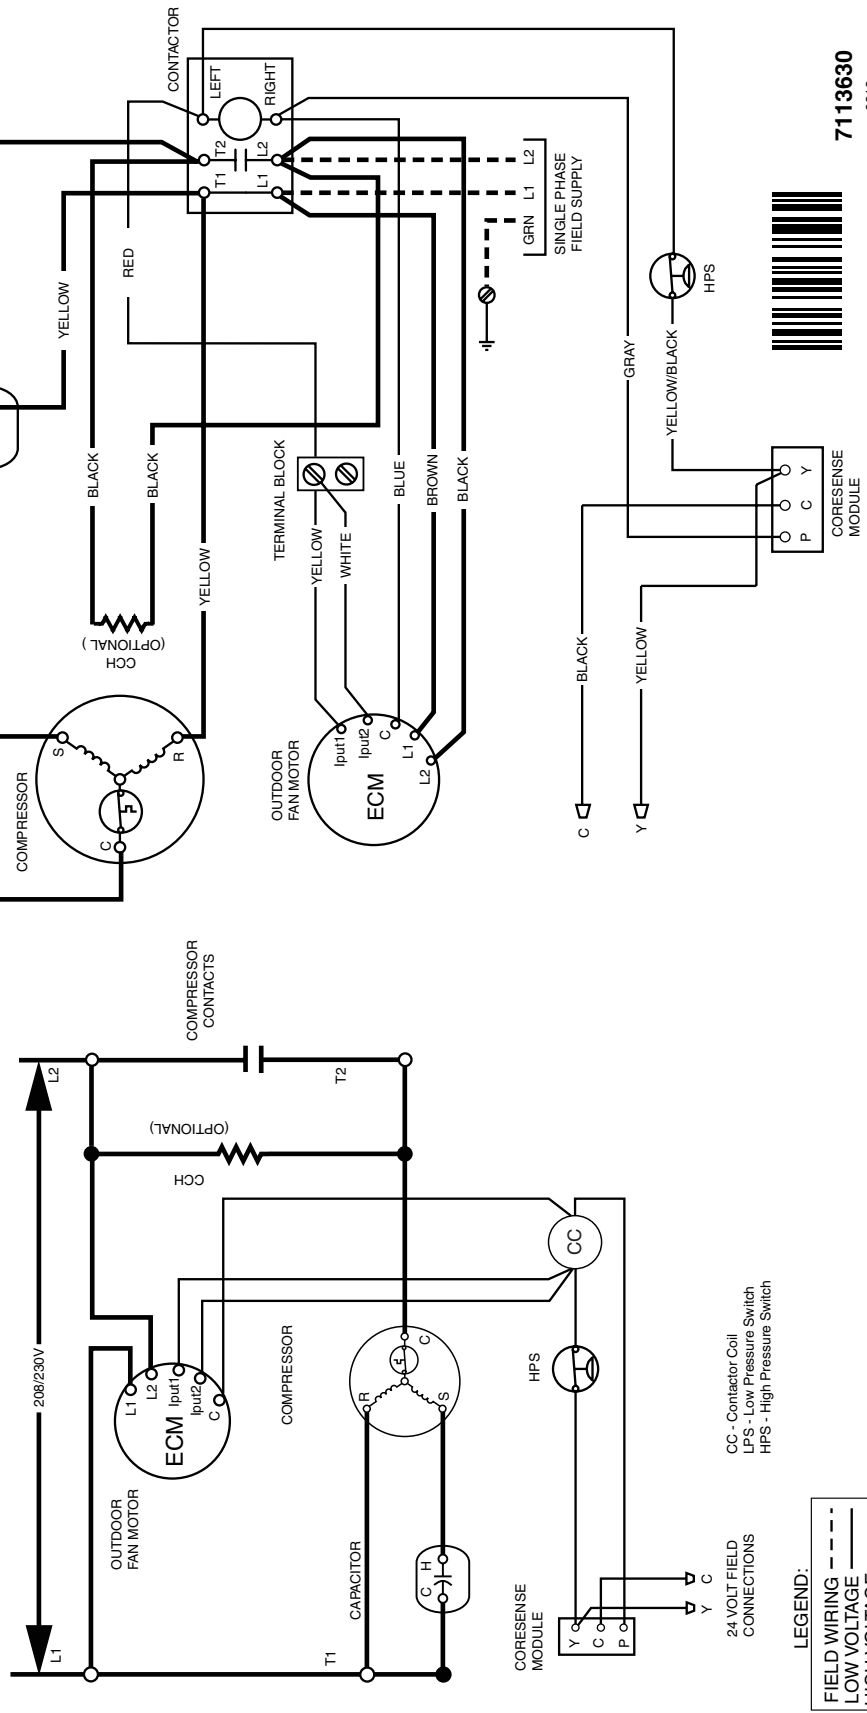 CONTACTOR
LEFT
RIGHT
T2
L2
T1
L1
RED
YELLOW
BLACK
BLACK
YELLOW
CCH
(OPTIONAL)
TERMINAL BLOCK
YELLOW
WHITE
BLUE
BROWN
BLACK
GRN
L1
L2
SINGLE PHASE
FIELD SUPPLY
GRAY
YELLOW/BLACK
HPS
7113630
COMPRESSOR
S
R
C
OUTDOOR
FAN MOTOR
ECM
Iput1
Iput2
C
L1
L2
BLACK
YELLOW
C
Y
P
C
Y
CORESENSE
MODULE
208/230V
L1
L2
COMPRESSOR
CONTACTS
T2
CCH
(OPTIONAL)
OUTDOOR
FAN MOTOR
ECM
L1
L2
Iput1
Iput2
C
COMPRESSOR
R
S
C
CAPACITOR
C
H
T1
CC
HPS
CORESENSE
MODULE
Y
C
P
Y
C
24 VOLT FIELD
CONNECTIONS
CC - Contactor Coil
LPS - Low Pressure Switch
HPS - High Pressure Switch
LEGEND:
FIELD WIRING
LOW VOLTAGE
HIGH VOLTAGE